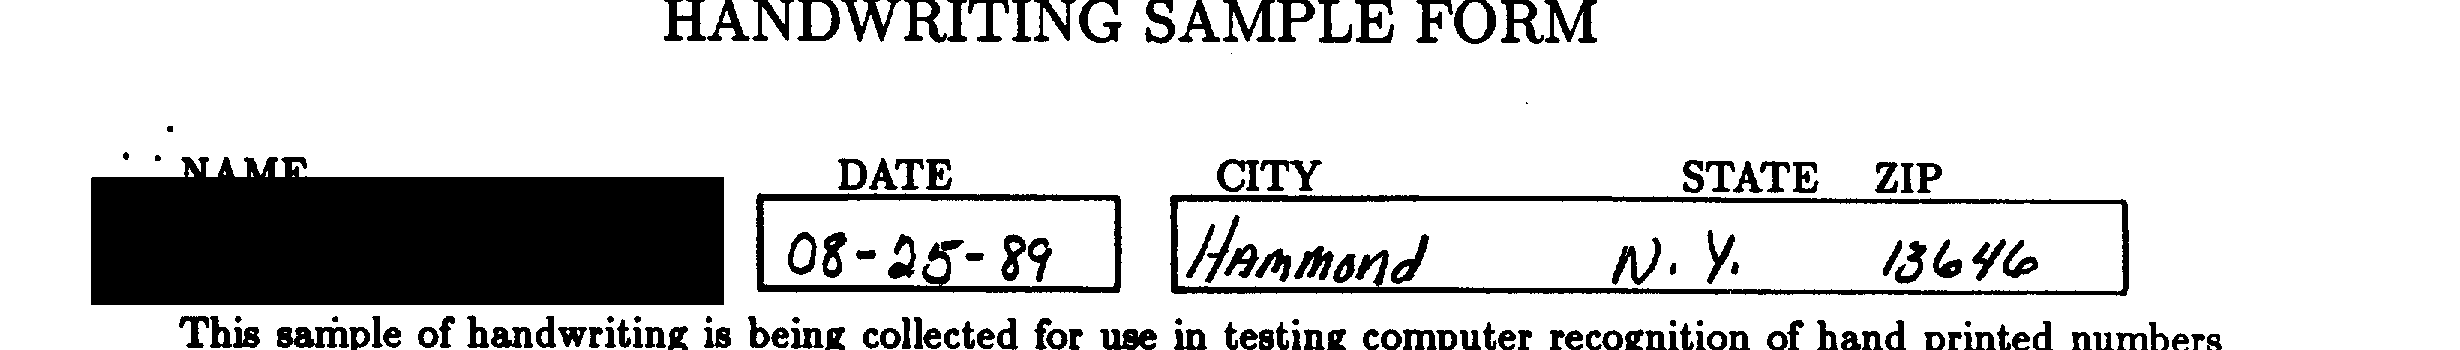 HANDWRITING SAMPLE FORM
NAME DATE CITY STATE ZIP
08-25-89 HAmmond N. Y. 13646
This sample of handwriting is being collected for use in testing computer recognition of hand printed numbers